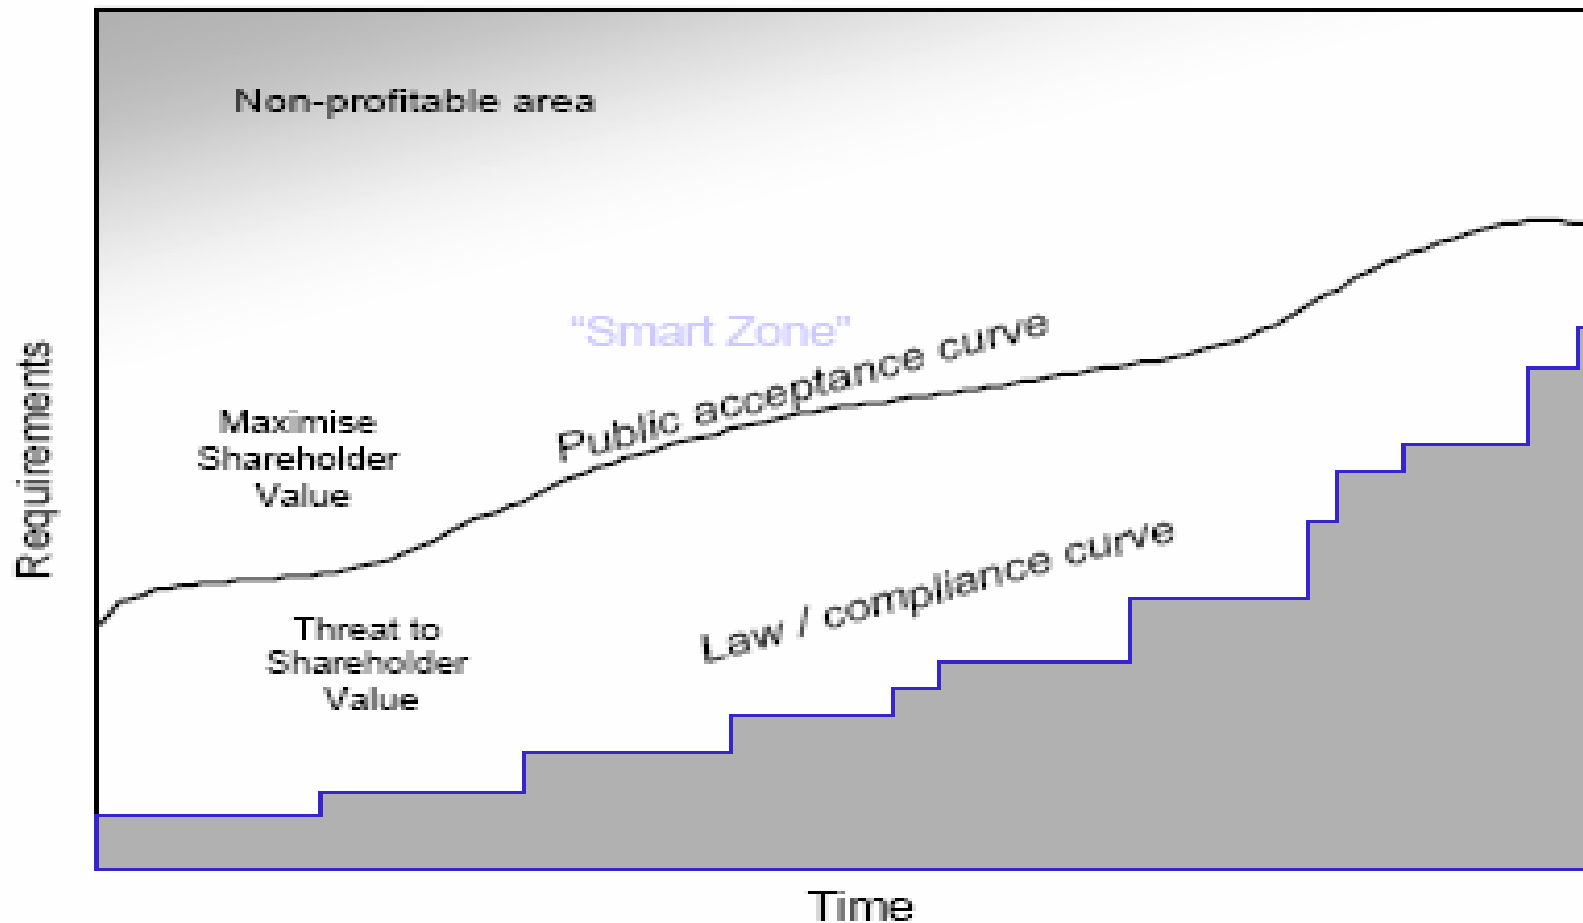 Non-profitable area
“Smart Zone”
Public acceptance curve
Maximise
Shareholder
Value
Requirements
Law / compliance curve
Threat to
Shareholder
Value
Time